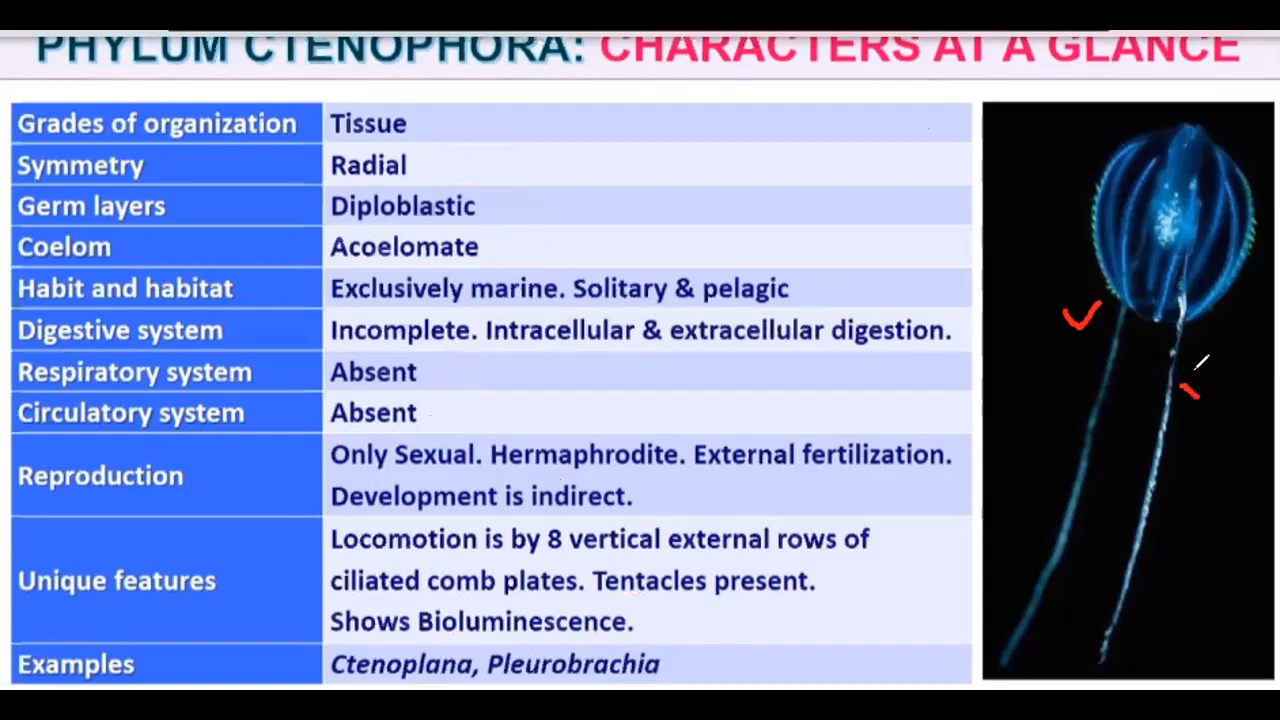 PHYLUM CTENOPHORA: CHARACTERS AT A GLANCE
Grades of organization Tissue
Symmetry Radial
Germ layers Diploblastic
Coelom Acoelomate
Habit and habitat Exclusively marine. Solitary & pelagic
Digestive system Incomplete. Intracellular & extracellular digestion.
Respiratory system Absent
Circulatory system Absent
Reproduction Only Sexual. Hermaphrodite. External fertilization.
Development is indirect.
Unique features Locomotion is by 8 vertical external rows of
ciliated comb plates. Tentacles present.
Shows Bioluminescence.
Examples Ctenoplana, Pleurobrachia